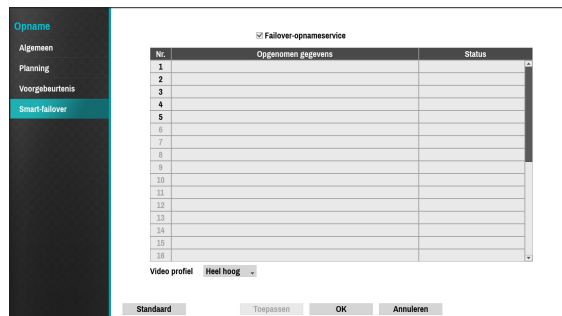 Opname
Algemeen
Planning
Voorgebeurtenis
Smart-failover
Failover-opnameservice
Nr. Opgenomen gegevens Status
1
2
3
4
5
6
7
8
9
10
11
12
13
14
15
16
Video profiel Heel hoog
Standaard Toepassen OK Annuleren